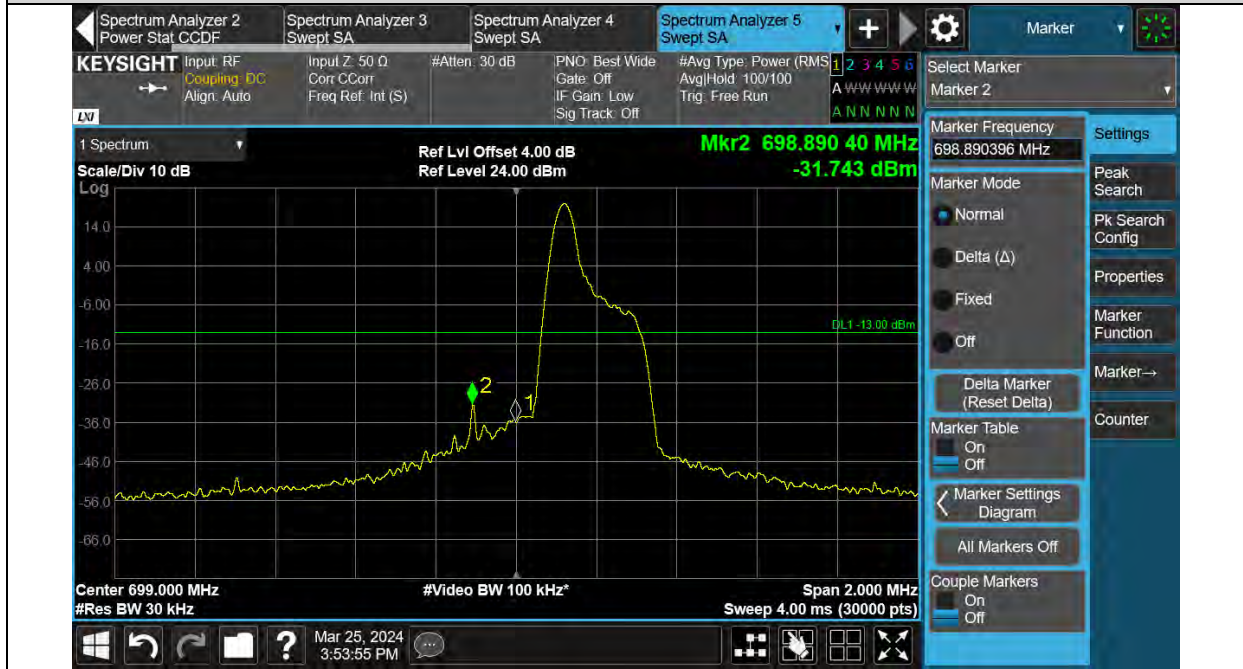 Spectrum Analyzer 2
Power Stat CCDF
Spectrum Analyzer 3
Swept SA
Spectrum Analyzer 4
Swept SA
Spectrum Analyzer 5
Swept SA
Marker
KEYSIGHT
LXI
Input: RF
Coupling: DC
Align: Auto
Input Z: 50 Ω
Corr CCorr
Freq Ref: Int (S)
#Atten: 30 dB
PNO: Best Wide
Gate: Off
IF Gain: Low
Sig Track: Off
#Avg Type: Power (RMS
Avg|Hold: 100/100
Trig: Free Run
1 2 3 4 5 6
A W W W W W
A N N N N N
Select Marker
Marker 2
1 Spectrum
Scale/Div 10 dB
Log
Ref Lvl Offset 4.00 dB
Ref Level 24.00 dBm
Mkr2 698.890 40 MHz
-31.743 dBm
14.0
4.00
-6.00
-16.0
-26.0
-36.0
-46.0
-56.0
-66.0
DL1 -13.00 dBm
2
1
Center 699.000 MHz
#Res BW 30 kHz
#Video BW 100 kHz*
Span 2.000 MHz
Sweep 4.00 ms (30000 pts)
Marker Frequency
698.890396 MHz
Marker Mode
Normal
Delta (Δ)
Fixed
Off
Delta Marker
(Reset Delta)
Marker Table
On
Off
Marker Settings
Diagram
All Markers Off
Couple Markers
On
Off
Settings
Peak
Search
Pk Search
Config
Properties
Marker
Function
Marker→
Counter
?
Mar 25, 2024
3:53:55 PM